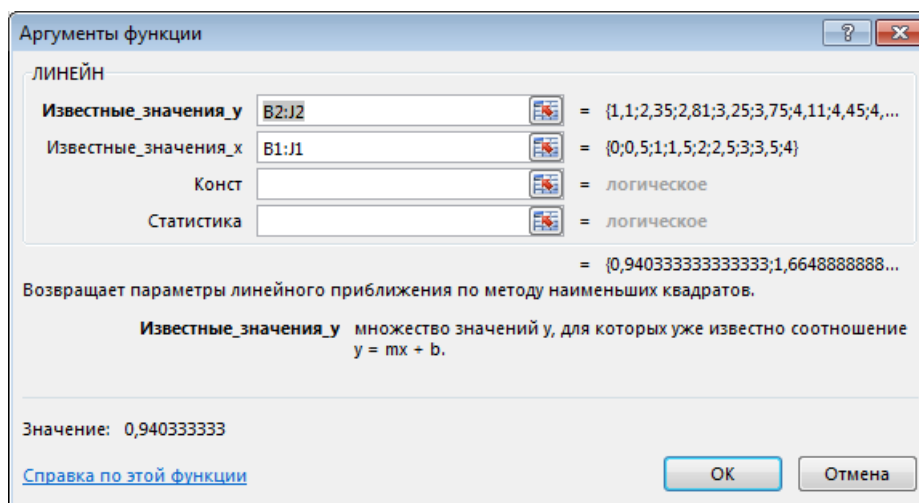 Аргументы функции
ЛИНЕЙН
Известные_значения_y B2:J2 = {1,1;2,35;2,81;3,25;3,75;4,11;4,45;4,...
Известные_значения_x B1:J1 = {0;0,5;1;1,5;2;2,5;3;3,5;4}
Конст = логическое
Статистика = логическое
= {0,940333333333333;1,6648888888...
Возвращает параметры линейного приближения по методу наименьших квадратов.
Известные_значения_y множество значений y, для которых уже известно соотношение
y = mx + b.
Значение: 0,940333333
Справка по этой функции OK Отмена